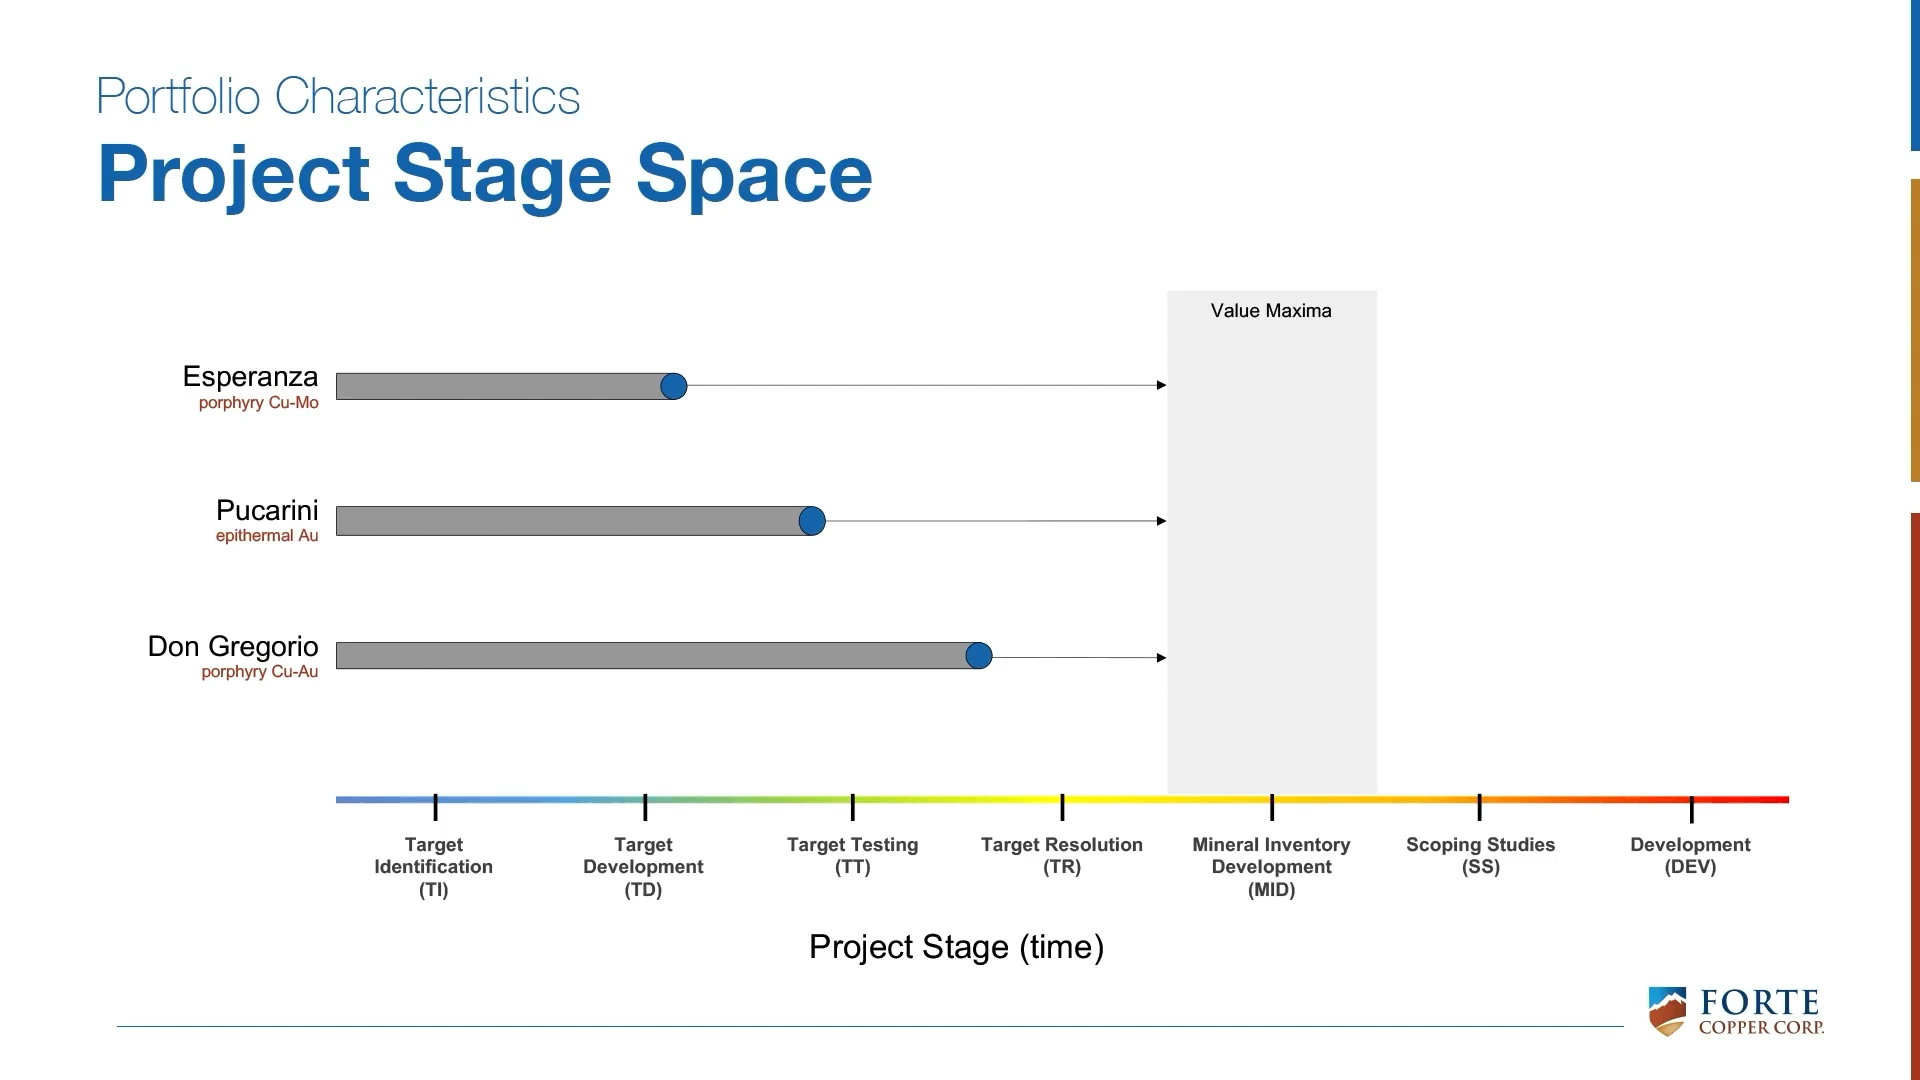 Portfolio Characteristics
Project Stage Space
Value Maxima
Esperanza
porphyry Cu-Mo
Pucarini
epithermal Au
Don Gregorio
porphyry Cu-Au
Target
Identification
(TI)
Target
Development
(TD)
Target Testing
(TT)
Target Resolution
(TR)
Mineral Inventory
Development
(MID)
Scoping Studies
(SS)
Development
(DEV)
Project Stage (time)
FORTE
COPPER CORP.